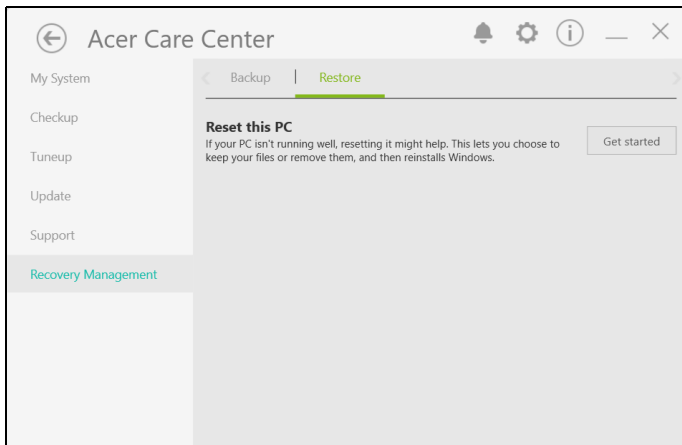 Acer Care Center
My System
Backup
Restore
Checkup
Reset this PC
If your PC isn't running well, resetting it might help. This lets you choose to
keep your files or remove them, and then reinstalls Windows.
Get started
Tuneup
Update
Support
Recovery Management